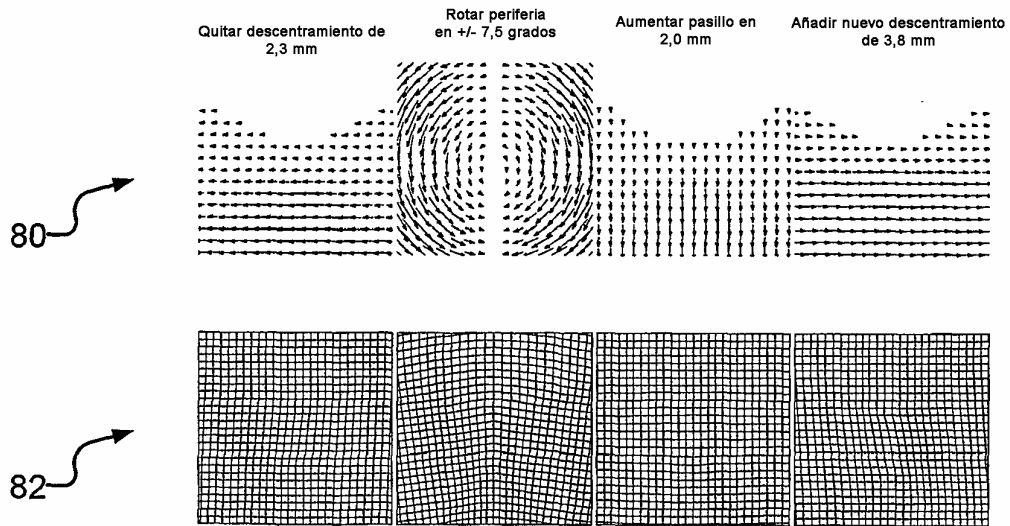 Quitar descentramiento de
2,3 mm
Rotar periferia
en +/- 7,5 grados
Aumentar pasillo en
2,0 mm
Añadir nuevo descentramiento
de 3,8 mm
80
82